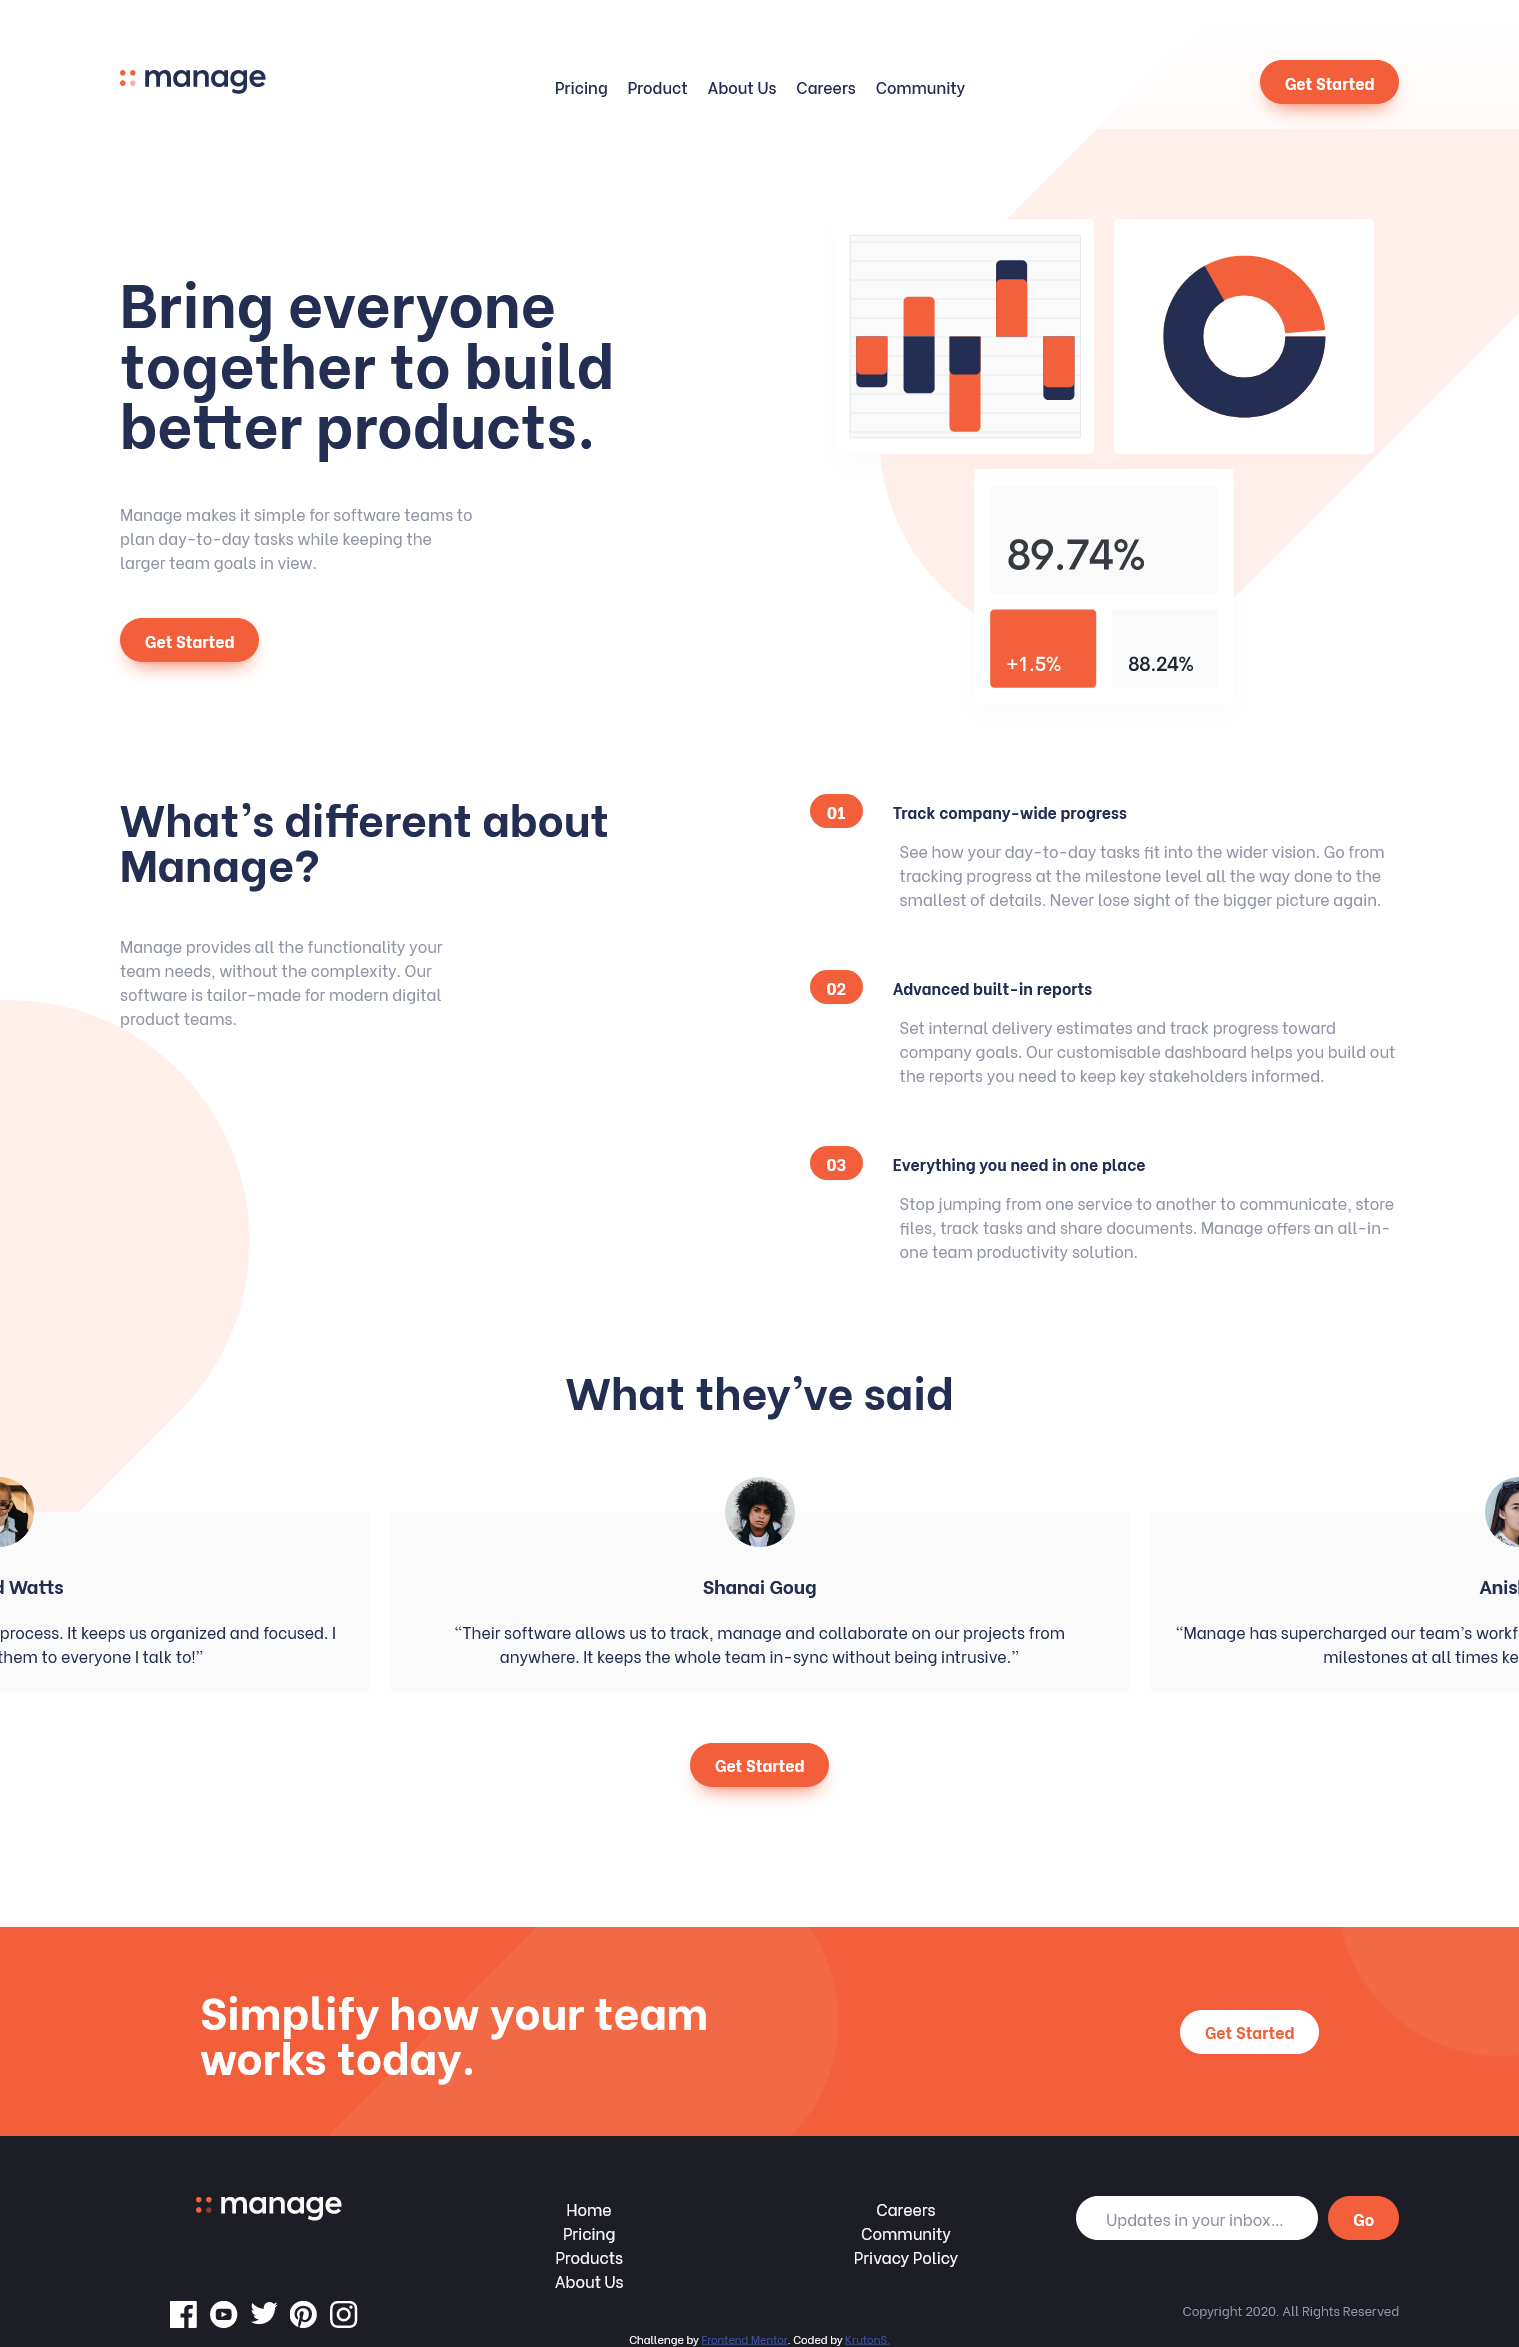 manage
Pricing Product About Us Careers Community
Get Started
Bring everyone
together to build
better products.
Manage makes it simple for software teams to
plan day-to-day tasks while keeping the
larger team goals in view.
Get Started
89.74%
+1.5%
88.24%
What's different about
Manage?
Manage provides all the functionality your
team needs, without the complexity. Our
software is tailor-made for modern digital
product teams.
01 Track company-wide progress
See how your day-to-day tasks fit into the wider vision. Go from
tracking progress at the milestone level all the way done to the
smallest of details. Never lose sight of the bigger picture again.
02 Advanced built-in reports
Set internal delivery estimates and track progress toward
company goals. Our customisable dashboard helps you build out
the reports you need to keep key stakeholders informed.
03 Everything you need in one place
Stop jumping from one service to another to communicate, store
files, track tasks and share documents. Manage offers an all-in-
one team productivity solution.
What they've said
d Watts
process. It keeps us organized and focused. I
them to everyone I talk to!”
Shanai Goug
“Their software allows us to track, manage and collaborate on our projects from
anywhere. It keeps the whole team in-sync without being intrusive.”
Anis
“Manage has supercharged our team's workf
milestones at all times ke
Get Started
Simplify how your team
works today.
Get Started
manage
Home
Pricing
Products
About Us
Careers
Community
Privacy Policy
Updates in your inbox...
Go
Copyright 2020. All Rights Reserved
Challenge by Frontend Mentor. Coded by KrutonS.